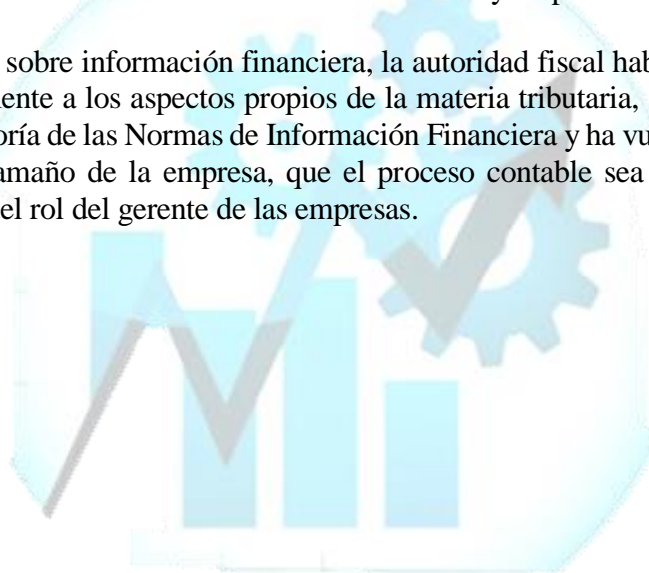 sobre información financiera, la autoridad fiscal hab
ente a los aspectos propios de la materia tributaria,
oría de las Normas de Información Financiera y ha vu
amaño de la empresa, que el proceso contable sea
el rol del gerente de las empresas.